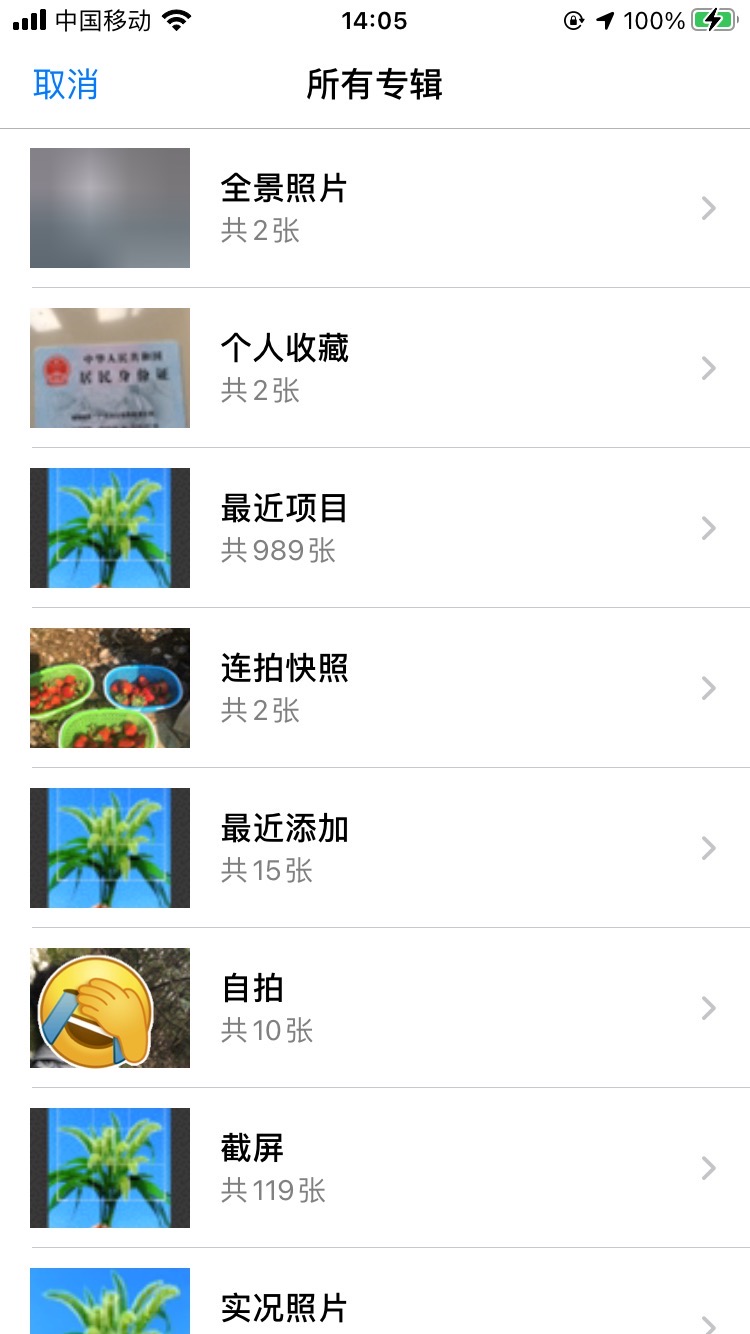 中国移动
14:05
100%
取消
所有专辑
全景照片
共2张
中华人民共和国
居民身份证
个人收藏
共2张
最近项目
共989张
连拍快照
共2张
最近添加
共15张
自拍
共10张
截屏
共119张
实况照片